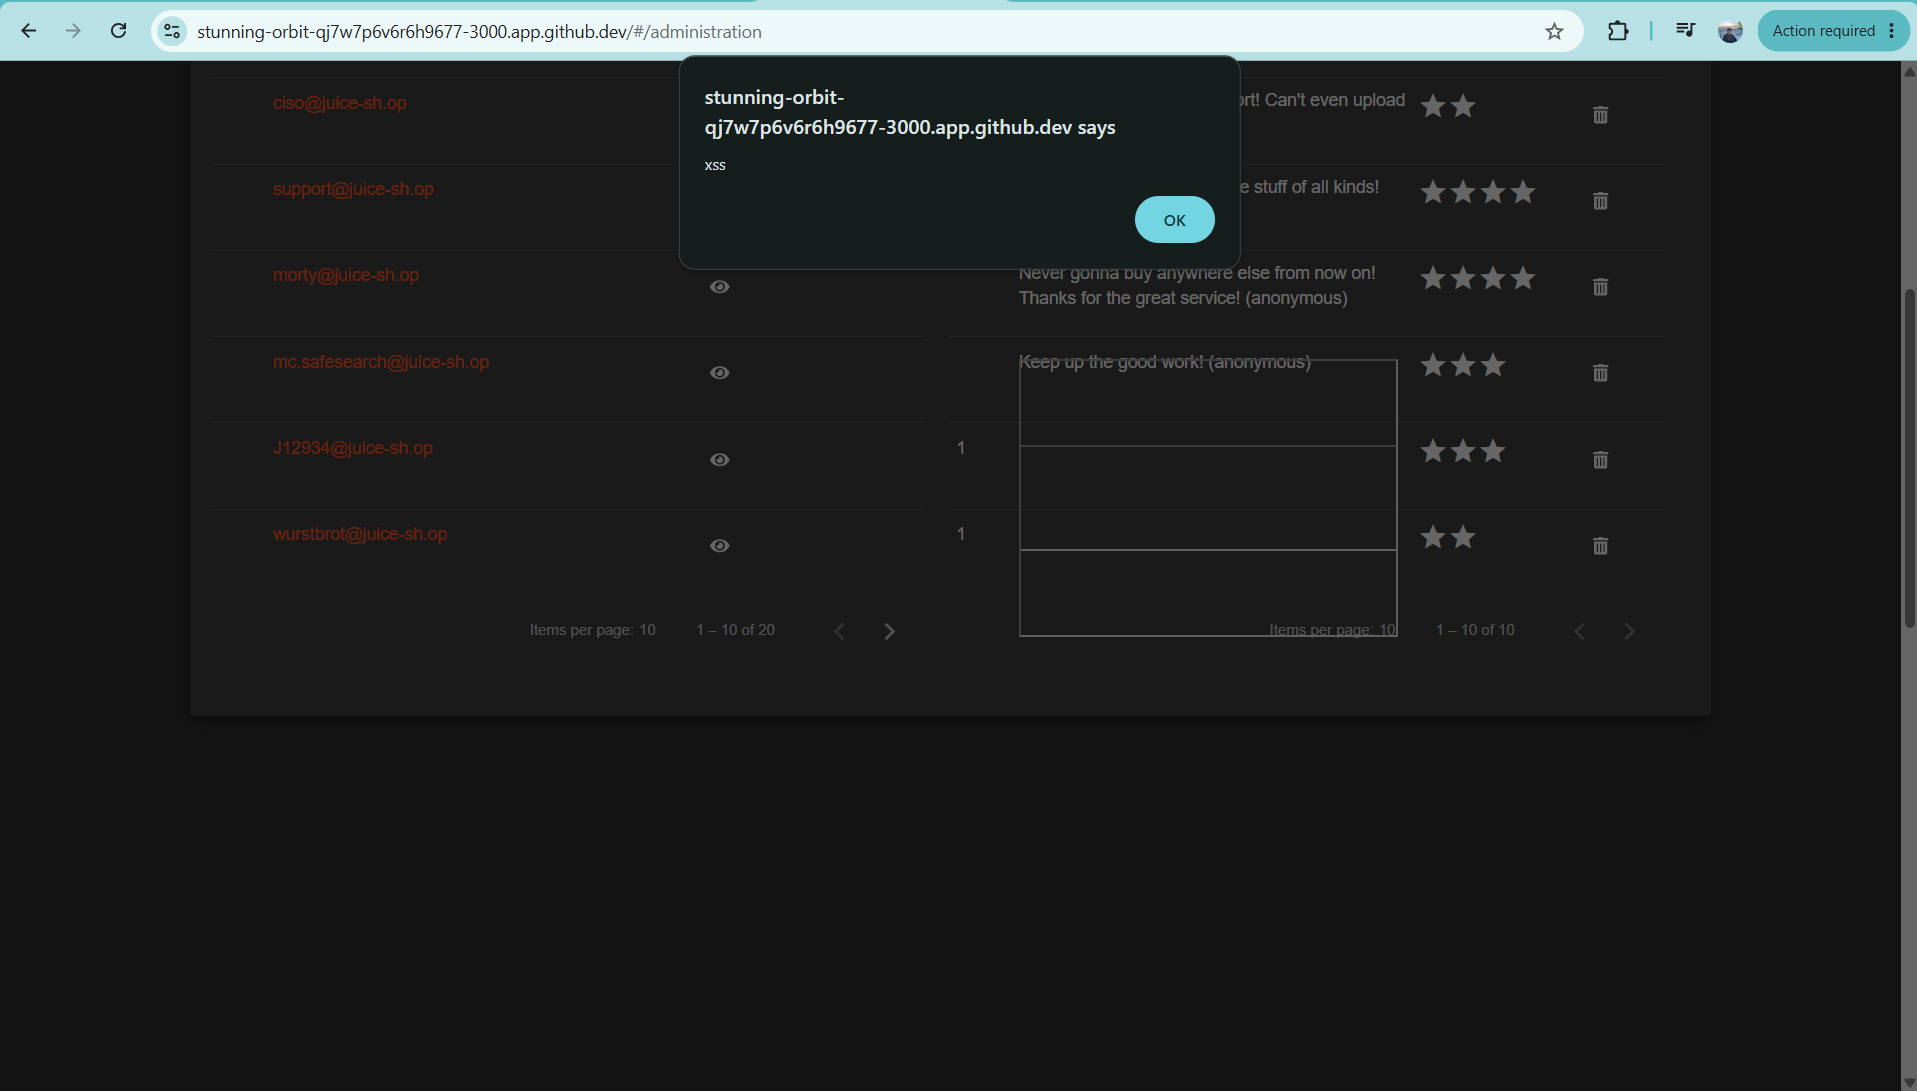 stunning-orbit-qj7w7p6v6r6h9677-3000.app.github.dev/#/administration
Action required
stunning-orbit-
qj7w7p6v6r6h9677-3000.app.github.dev says
xss
OK
ciso@juice-sh.op
Can't even upload
support@juice-sh.op
stuff of all kinds!
morty@juice-sh.op
Never gonna buy anywhere else from now on!
Thanks for the great service! (anonymous)
mc.safesearch@juice-sh.op
Keep up the good work! (anonymous)
J12934@juice-sh.op
1
wurstbrot@juice-sh.op
1
Items per page: 10
1 – 10 of 20
Items per page: 10
1 – 10 of 10